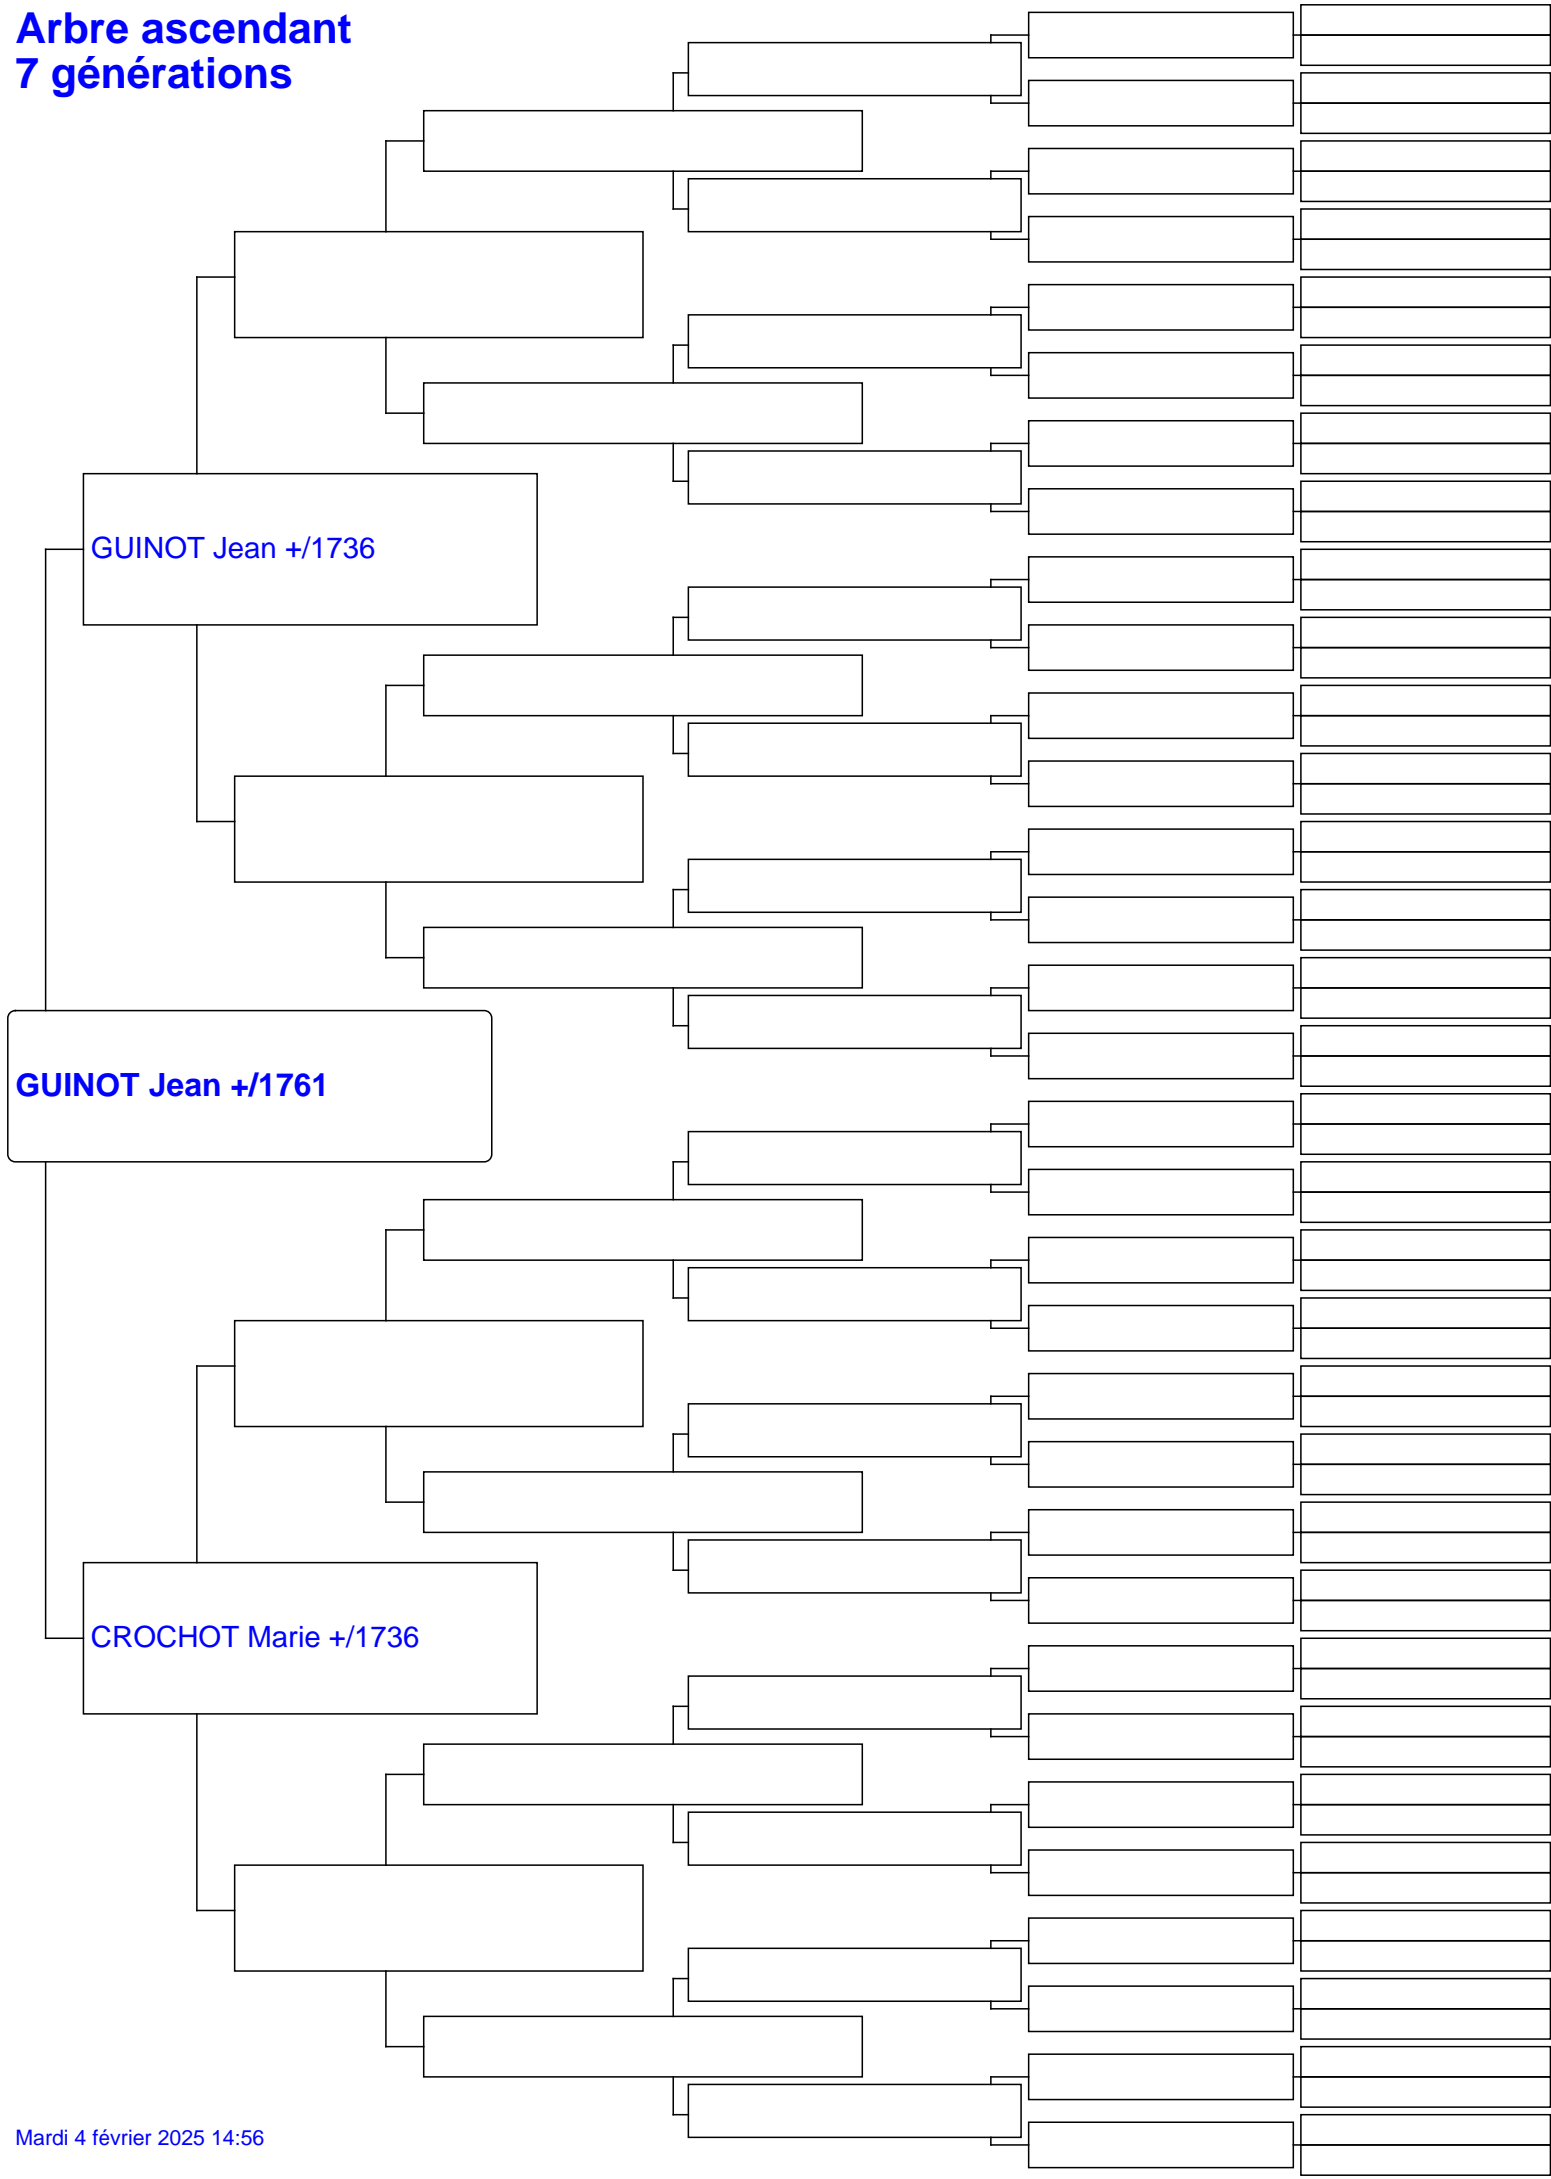 Arbre ascendant
7 générations
GUINOT Jean +/1736
GUINOT Jean +/1761
CROCHOT Marie +/1736
Mardi 4 février 2025 14:56